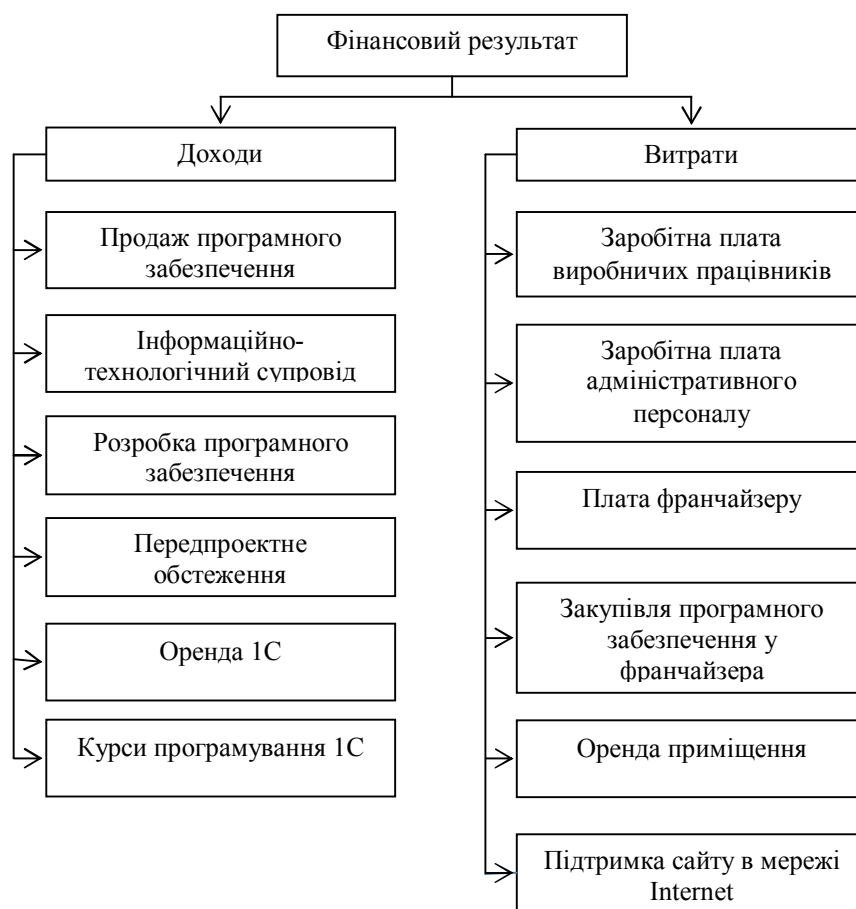 Фінансовий результат
Доходи
Продаж програмного
забезпечення
Інформаційно-
технологічний супровід
Розробка програмного
забезпечення
Передпроектне
обстеження
Оренда 1С
Курси програмування 1С
Витрати
Заробітна плата
виробничих працівників
Заробітна плата
адміністративного
персоналу
Плата франчайзеру
Закупівля програмного
забезпечення у
франчайзера
Оренда приміщення
Підтримка сайту в мережі
Internet